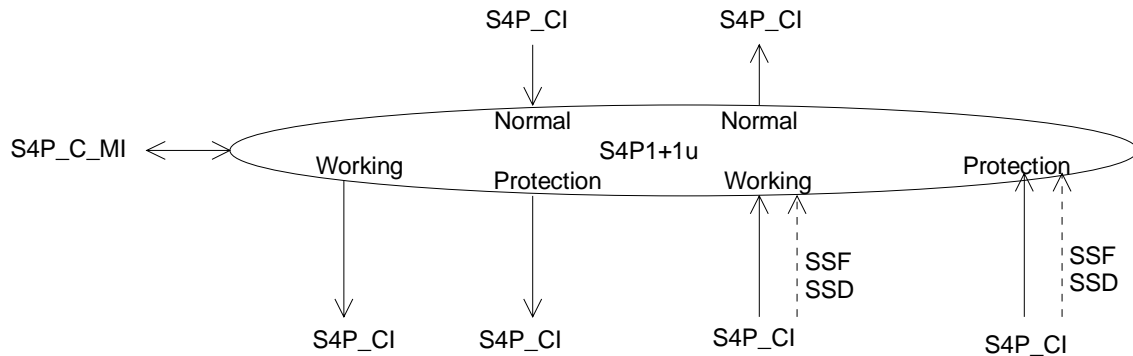 S4P_CI S4P_CI
Normal Normal
S4P_C_MI S4P1+1u
Working Protection Working Protection
SSF SSF
SSD SSD
S4P_CI S4P_CI S4P_CI S4P_CI